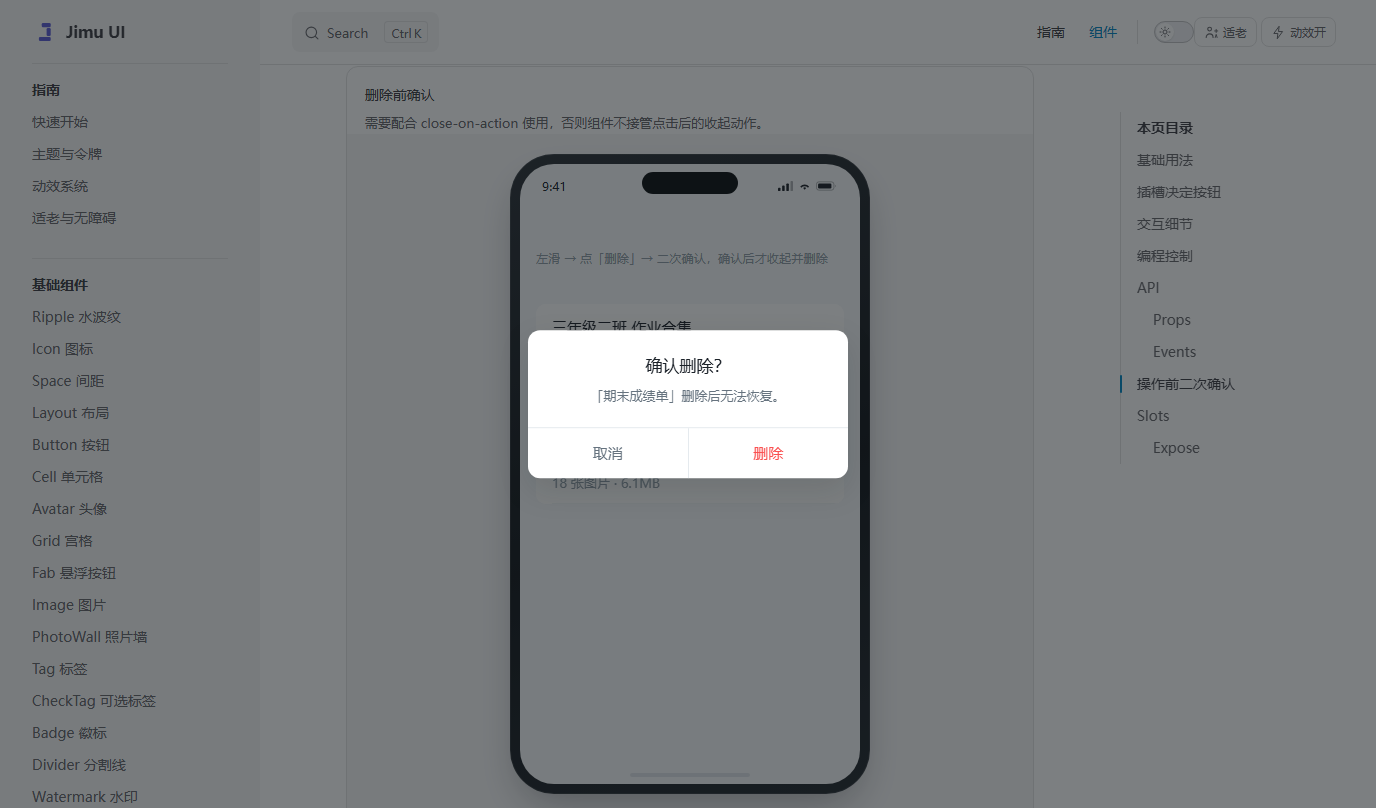 Jimu UI
Search Ctrl K
指南 组件 适老 动效开
指南
快速开始
主题与令牌
动效系统
适老与无障碍
基础组件
Ripple 水波纹
Icon 图标
Space 间距
Layout 布局
Button 按钮
Cell 单元格
Avatar 头像
Grid 宫格
Fab 悬浮按钮
Image 图片
PhotoWall 照片墙
Tag 标签
CheckTag 可选标签
Badge 徽标
Divider 分割线
Watermark 水印
删除前确认
需要配合 close-on-action 使用，否则组件不接管点击后的收起动作。
9:41
左滑 → 点「删除」→ 二次确认，确认后才收起并删除
三年级二班 作业合集
确认删除？
「期末成绩单」删除后无法恢复。
取消 删除
18 张图片 · 6.1MB
本页目录
基础用法
插槽决定按钮
交互细节
编程控制
API
Props
Events
操作前二次确认
Slots
Expose